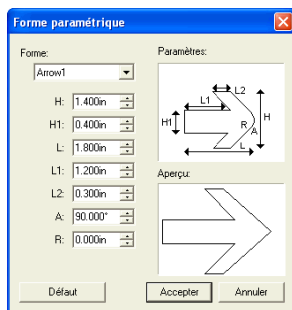 Forme paramétrique
Forme:
Arrow1
H: 1.400in
H1: 0.400in
L: 1.800in
L1: 1.200in
L2: 0.300in
A: 90.000°
R: 0.000in
Paramètres:
L2
L1
H1
R
A
H
L
Aperçu:
Défaut
Accepter
Annuler